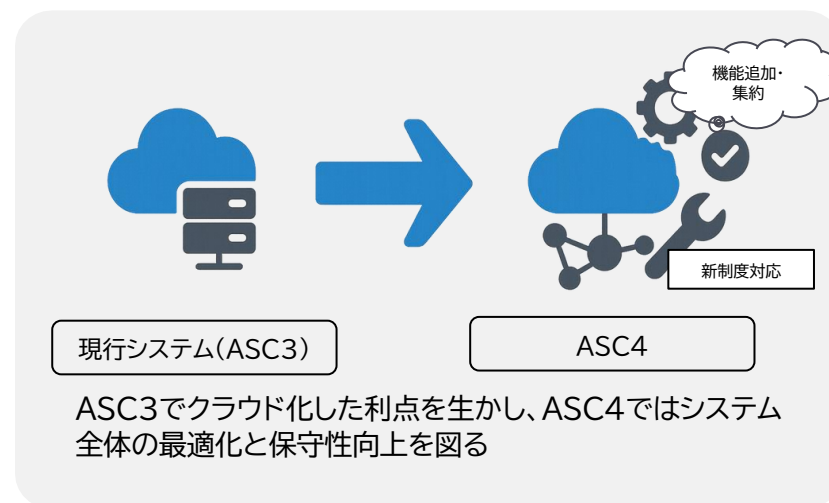 機能追加・
集約
新制度対応
現行システム(ASC3)
ASC4
ASC3でクラウド化した利点を生かし、ASC4ではシステム
全体の最適化と保守性向上を図る